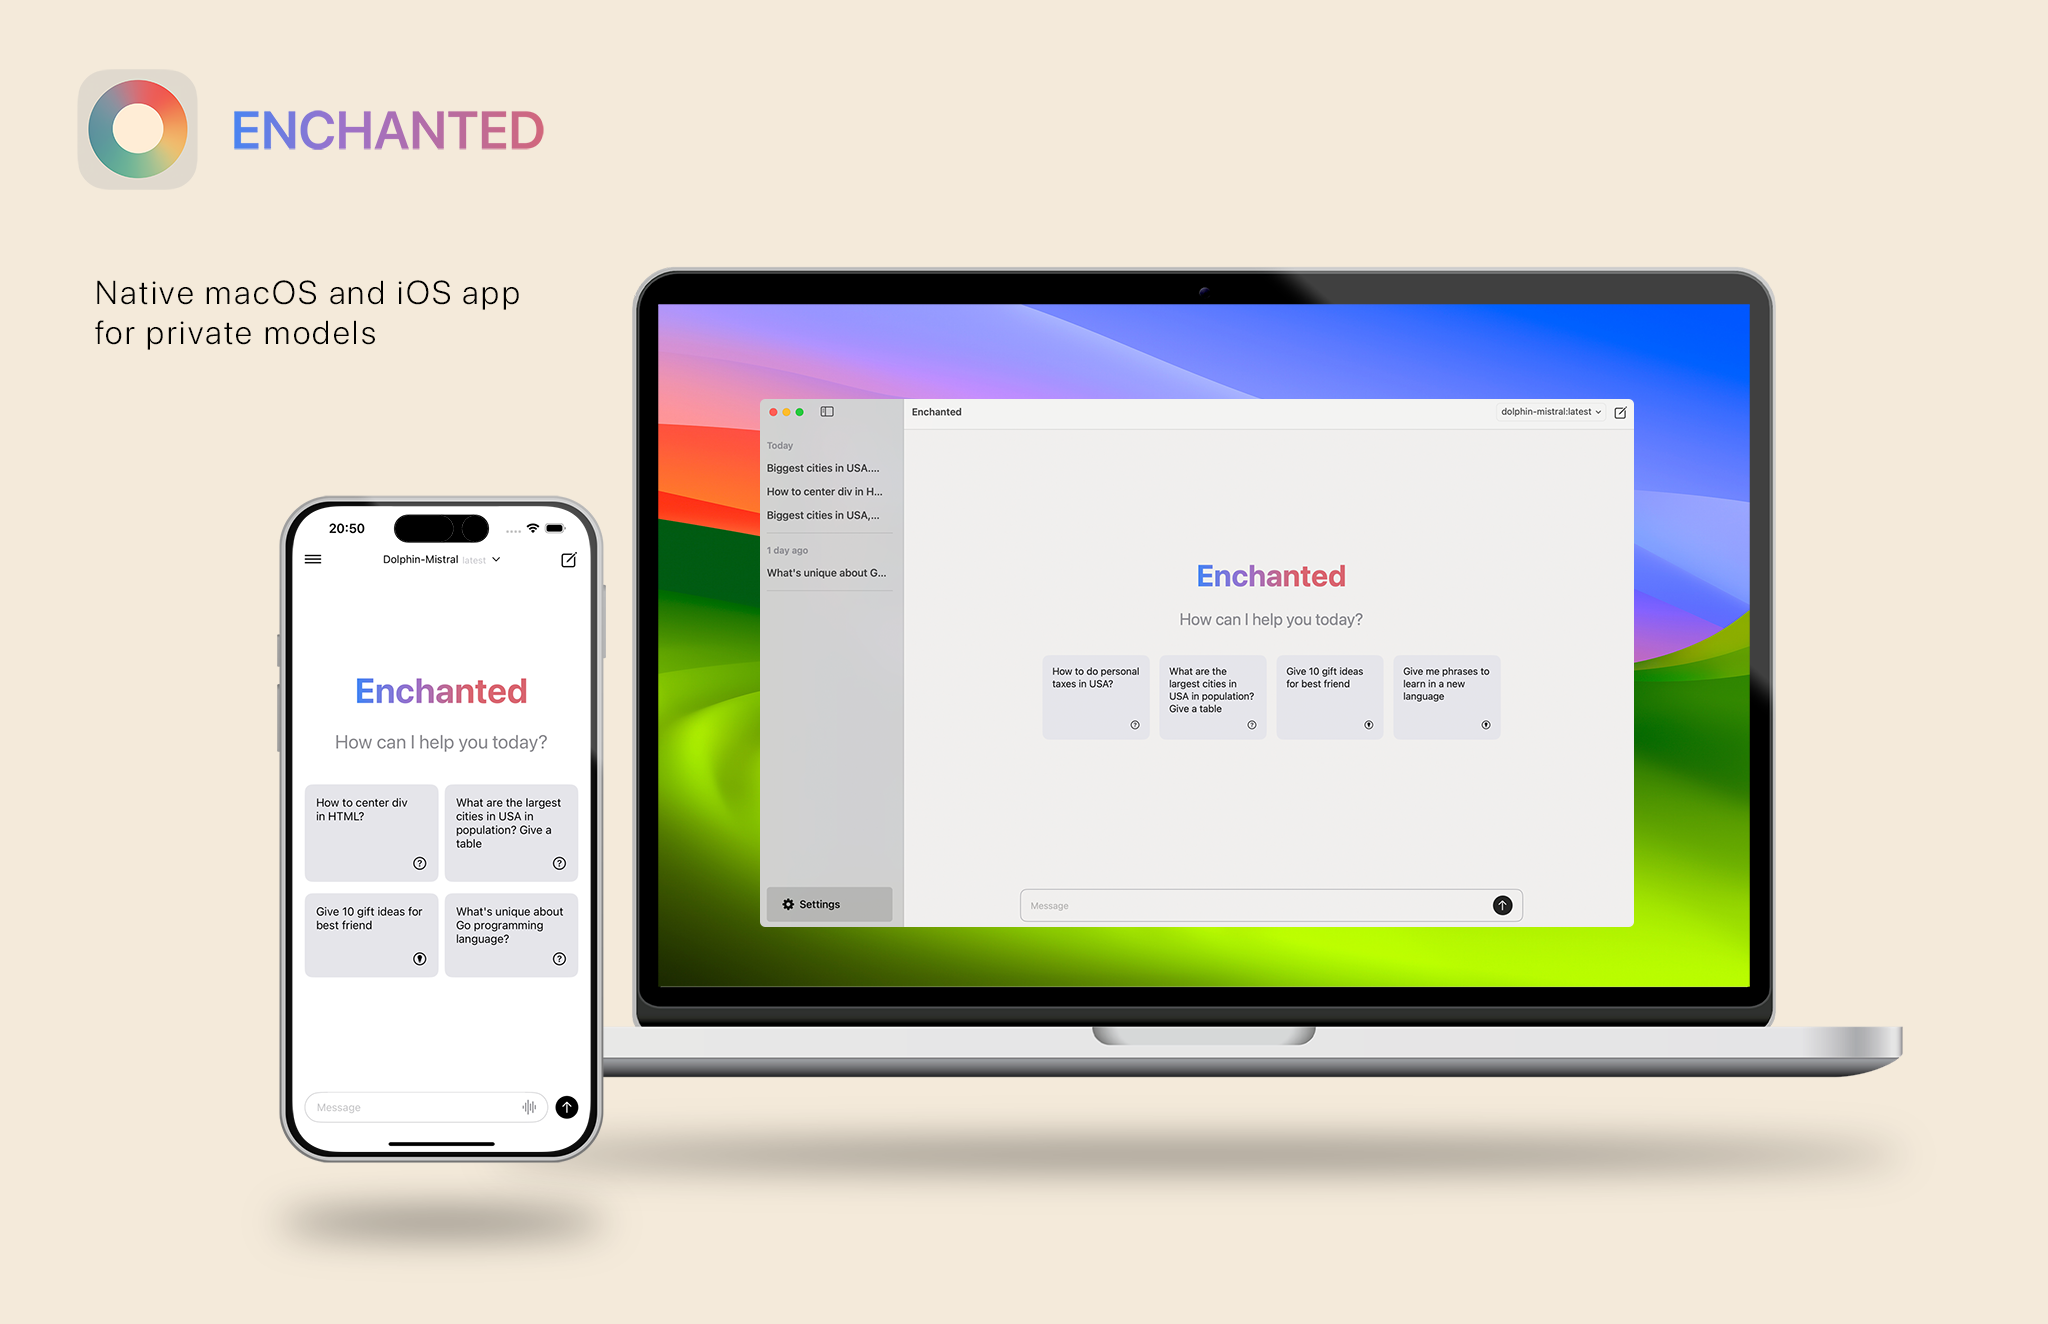 ENCHANTED
Native macOS and iOS app
for private models
20:50
Dolphin-Mistral latest
Enchanted
How can I help you today?
How to center div
in HTML?
What are the largest
cities in USA in
population? Give a
table
Give 10 gift ideas for
best friend
What's unique about
Go programming
language?
Message
Enchanted
dolphin-mistral:latest
Today
Biggest cities in USA....
How to center div in H...
Biggest cities in USA,...
1 day ago
What's unique about G...
Settings
Enchanted
How can I help you today?
How to do personal
taxes in USA?
What are the
largest cities in
USA in population?
Give a table
Give 10 gift ideas
for best friend
Give me phrases to
learn in a new
language
Message